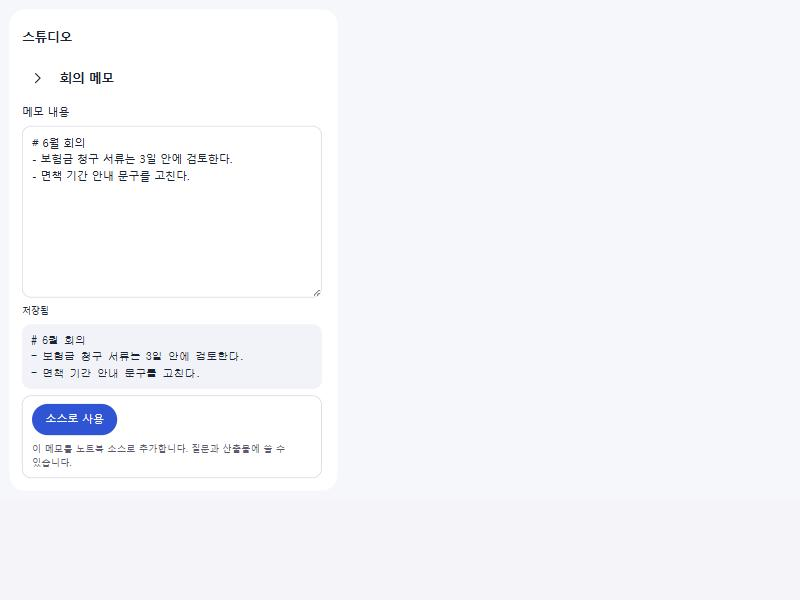 스튜디오
회의 메모
메모 내용
# 6월 회의
- 보험금 청구 서류는 3일 안에 검토한다.
- 면책 기간 안내 문구를 고친다.
저장됨
# 6월 회의
- 보험금 청구 서류는 3일 안에 검토한다.
- 면책 기간 안내 문구를 고친다.
소스로 사용
이 메모를 노트북 소스로 추가합니다. 질문과 산출물에 쓸 수
있습니다.